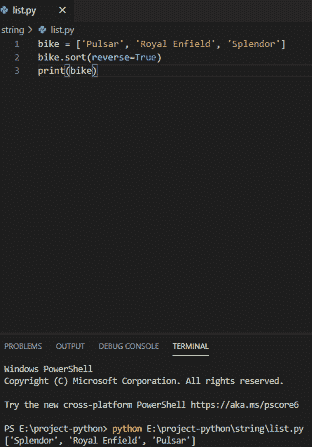 list.py
string > list.py
1 bike = ['Pulsar', 'Royal Enfield', 'Splendor']
2 bike.sort(reverse=True)
3 print(bike)
PROBLEMS OUTPUT DEBUG CONSOLE TERMINAL
Windows PowerShell
Copyright (C) Microsoft Corporation. All rights reserved.
Try the new cross-platform PowerShell https://aka.ms/pscore6
PS E:\project-python> python E:\project-python\string\list.py
['Splendor', 'Royal Enfield', 'Pulsar']